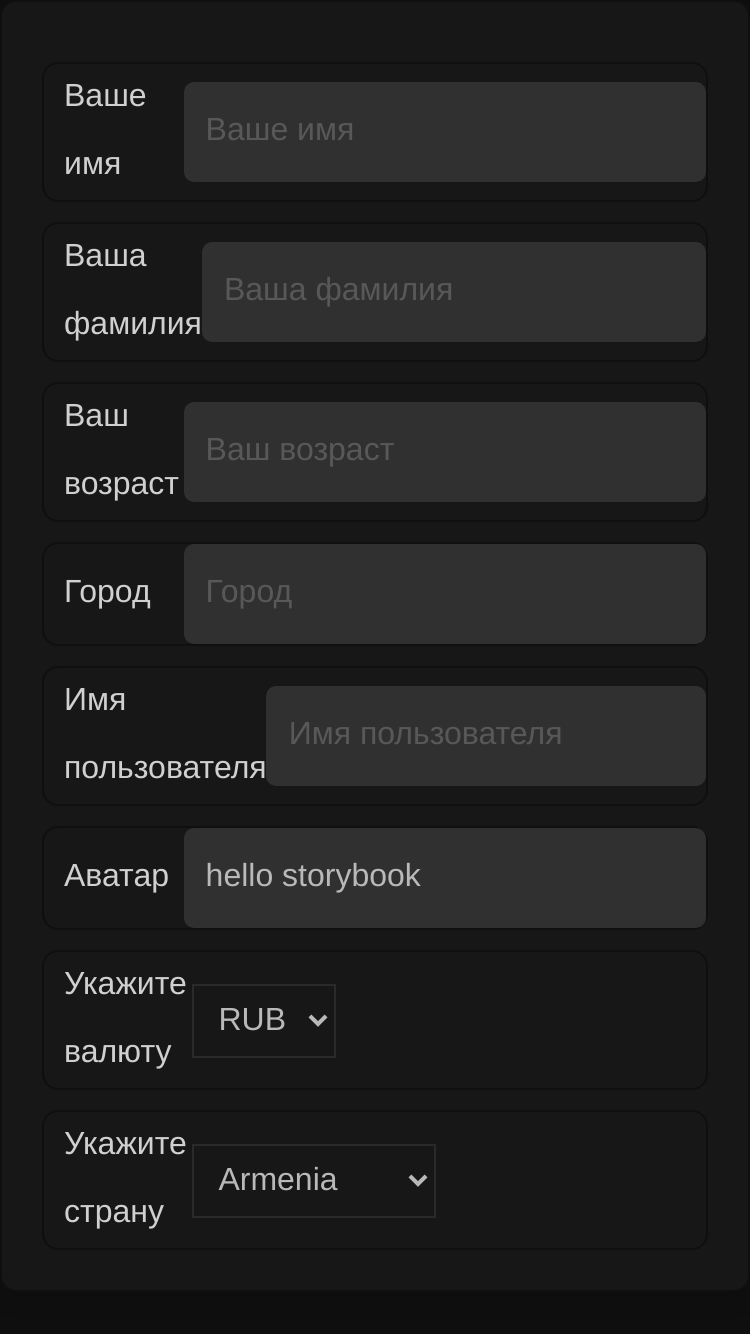 Ваше
имя
Ваше имя
Ваша
фамилия
Ваша фамилия
Ваш
возраст
Ваш возраст
Город
Город
Имя
пользователя
Имя пользователя
Аватар
hello storybook
Укажите
валюту
RUB
Укажите
страну
Armenia